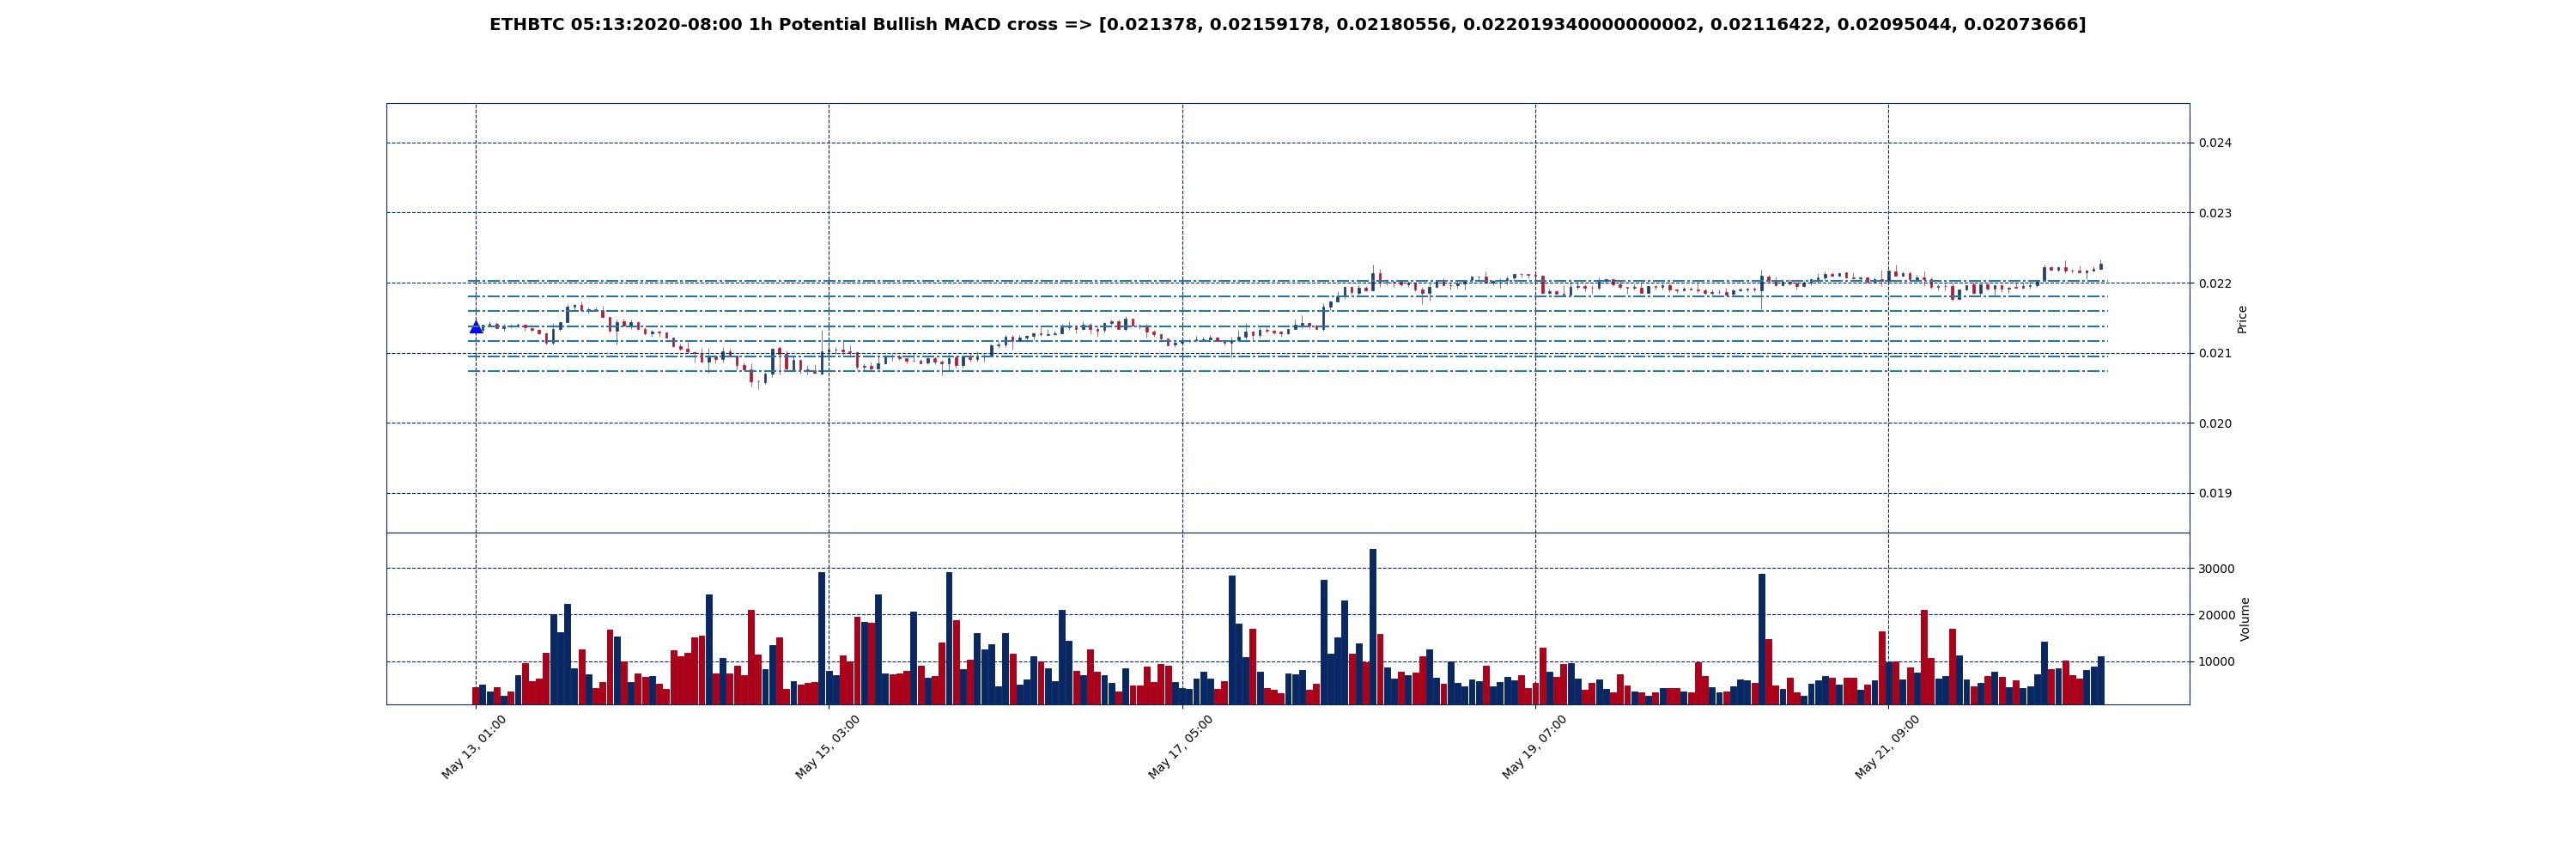 ETHBTC 05:13:2020-08:00 1h Potential Bullish MACD cross => [0.021378, 0.02159178, 0.02180556, 0.022019340000000002, 0.02116422, 0.02095044, 0.02073666]
0.024
0.023
0.022
0.021
0.020
0.019
Price
30000
20000
10000
Volume
May 13, 01:00
May 15, 03:00
May 17, 05:00
May 19, 07:00
May 21, 09:00